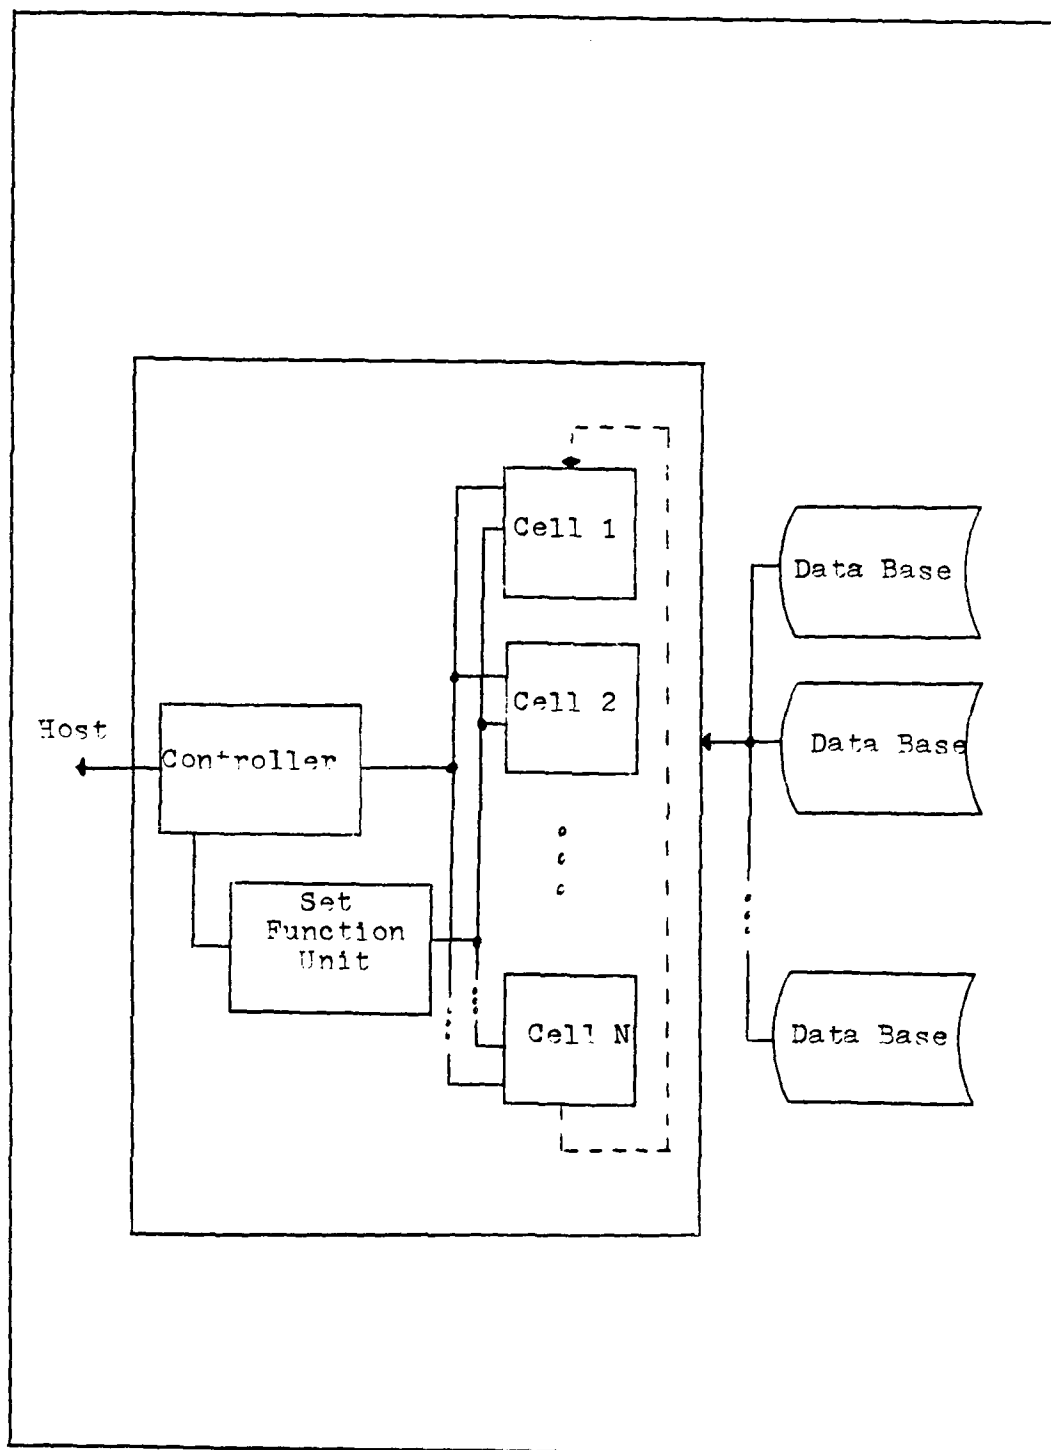 Cell 1
Data Base
Cell 2
Host
Controller
Data Base
Set
Function
Unit
Cell N
Data Base